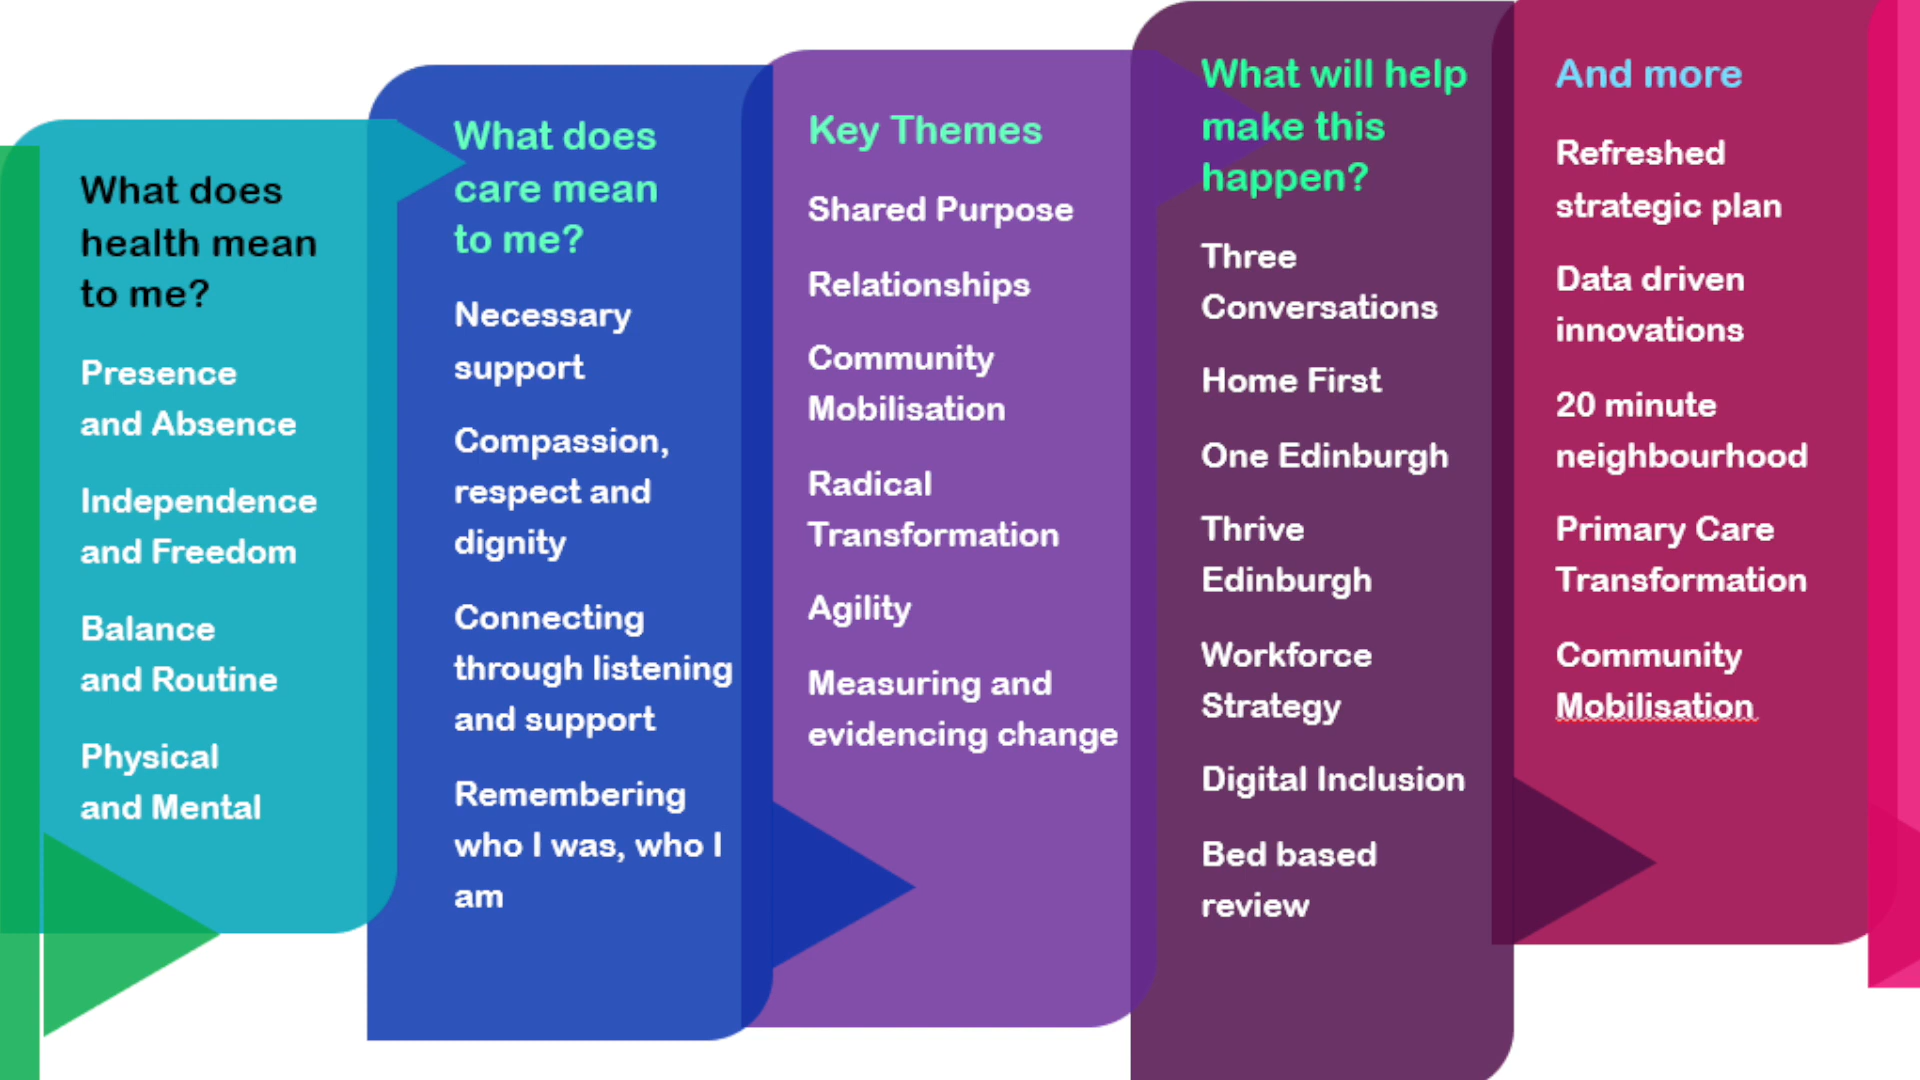 What does
health mean
to me?
Presence
and Absence
Independence
and Freedom
Balance
and Routine
Physical
and Mental
What does
care mean
to me?
Necessary
support
Compassion,
respect and
dignity
Connecting
through listening
and support
Remembering
who I was, who I
am
Key Themes
Shared Purpose
Relationships
Community
Mobilisation
Radical
Transformation
Agility
Measuring and
evidencing change
What will help
make this
happen?
Three
Conversations
Home First
One Edinburgh
Thrive
Edinburgh
Workforce
Strategy
Digital Inclusion
Bed based
review
And more
Refreshed
strategic plan
Data driven
innovations
20 minute
neighbourhood
Primary Care
Transformation
Community
Mobilisation